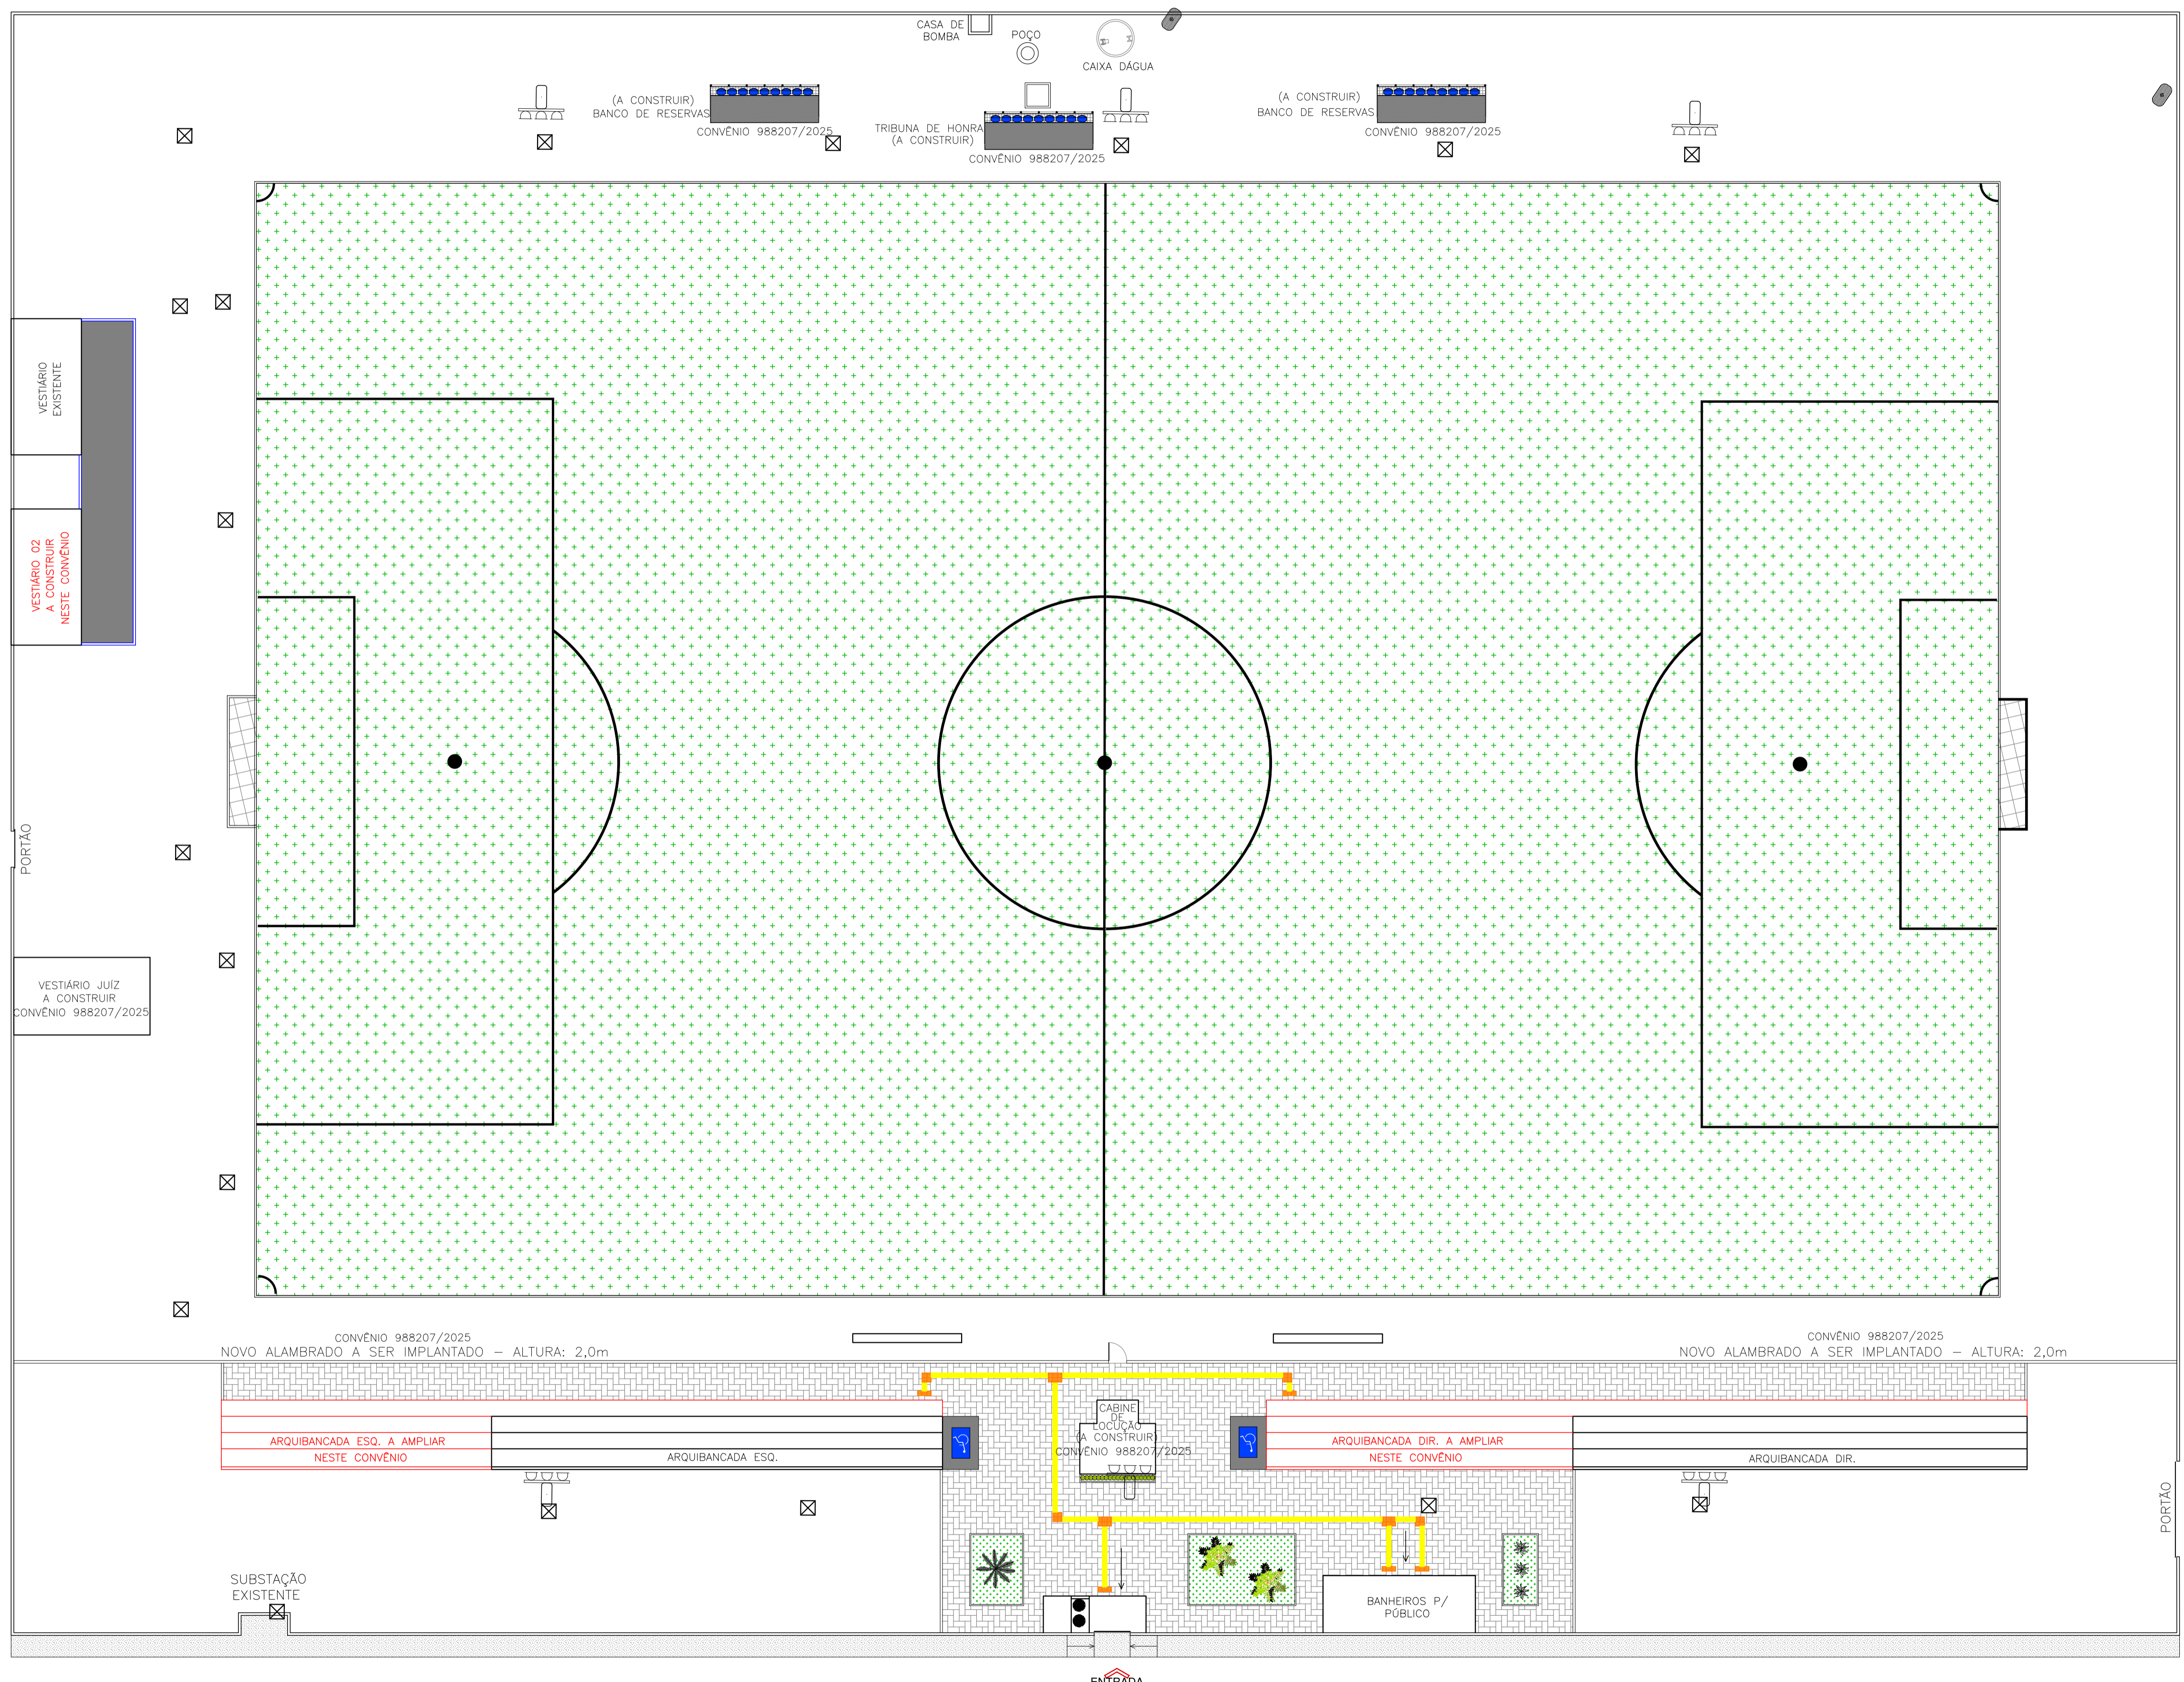 CASA DE
BOMBA
POÇO
CAIXA DÁGUA
(A CONSTRUIR)
BANCO DE RESERVAS
CONVÊNIO 988207/2025
TRIBUNA DE HONRA
(A CONSTRUIR)
CONVÊNIO 988207/2025
(A CONSTRUIR)
BANCO DE RESERVAS
CONVÊNIO 988207/2025
VESTIÁRIO
EXISTENTE
VESTIÁRIO 02
A CONSTRUIR
NESTE CONVÊNIO
PORTÃO
VESTIÁRIO JUÍZ
A CONSTRUIR
CONVÊNIO 988207/2025
CONVÊNIO 988207/2025
NOVO ALAMBRADO A SER IMPLANTADO – ALTURA: 2,0m
CONVÊNIO 988207/2025
NOVO ALAMBRADO A SER IMPLANTADO – ALTURA: 2,0m
ARQUIBANCADA ESQ. A AMPLIAR
NESTE CONVÊNIO
ARQUIBANCADA ESQ.
CABINE
DE
LOCUÇÃO
(A CONSTRUIR)
CONVÊNIO 988207/2025
ARQUIBANCADA DIR. A AMPLIAR
NESTE CONVÊNIO
ARQUIBANCADA DIR.
PORTÃO
SUBSTAÇÃO
EXISTENTE
BANHEIROS P/
PÚBLICO
ENTRADA